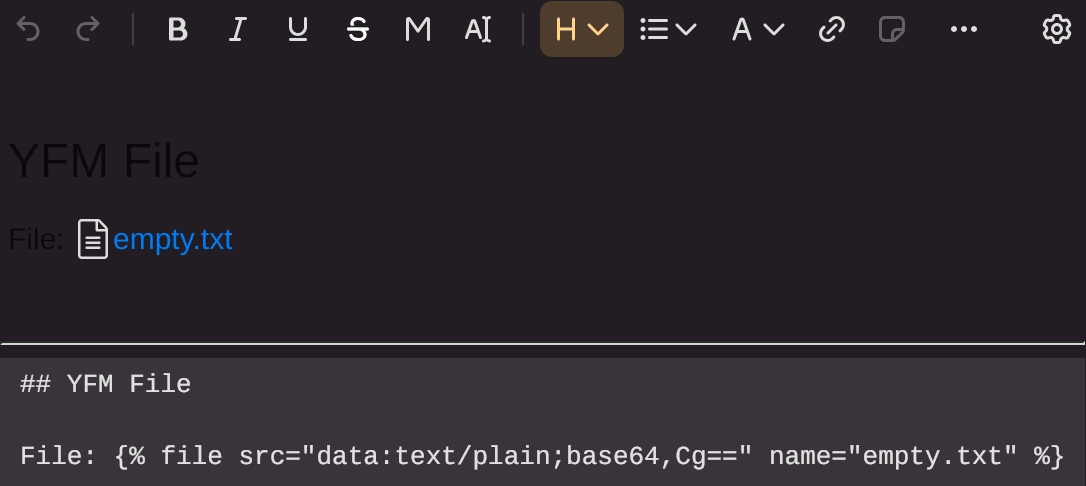 B I U S M A H A
YFM File
File: empty.txt
## YFM File
File: {% file src="data:text/plain;base64,Cg==" name="empty.txt" %}